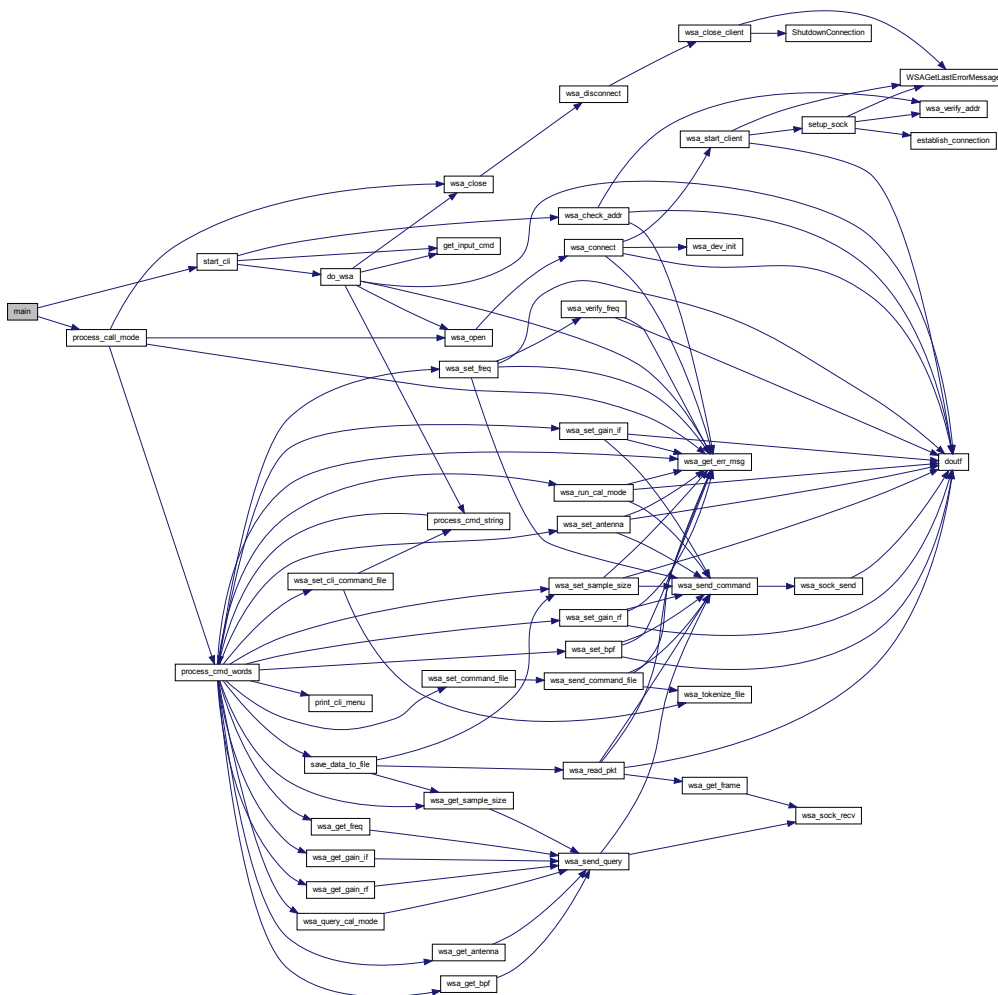 wsa_close_client
ShutdownConnection
WSAGetLastErrorMessage
wsa_disconnect
wsa_verify_addr
setup_sock
wsa_start_client
establish_connection
wsa_close
wsa_check_addr
get_input_cmd
wsa_connect
wsa_dev_init
start_cli
do_wsa
main
wsa_verify_freq
process_call_mode
wsa_open
wsa_set_freq
wsa_set_gain_if
wsa_get_err_msg
doutf
wsa_run_cal_mode
process_cmd_string
wsa_set_antenna
wsa_set_cli_command_file
wsa_set_sample_size
wsa_send_command
wsa_sock_send
wsa_set_gain_rf
wsa_set_bpf
process_cmd_words
wsa_set_command_file
wsa_send_command_file
wsa_tokenize_file
print_cli_menu
save_data_to_file
wsa_read_pkt
wsa_get_frame
wsa_get_sample_size
wsa_sock_recv
wsa_get_freq
wsa_get_gain_if
wsa_send_query
wsa_get_gain_rf
wsa_query_cal_mode
wsa_get_antenna
wsa_get_bpf